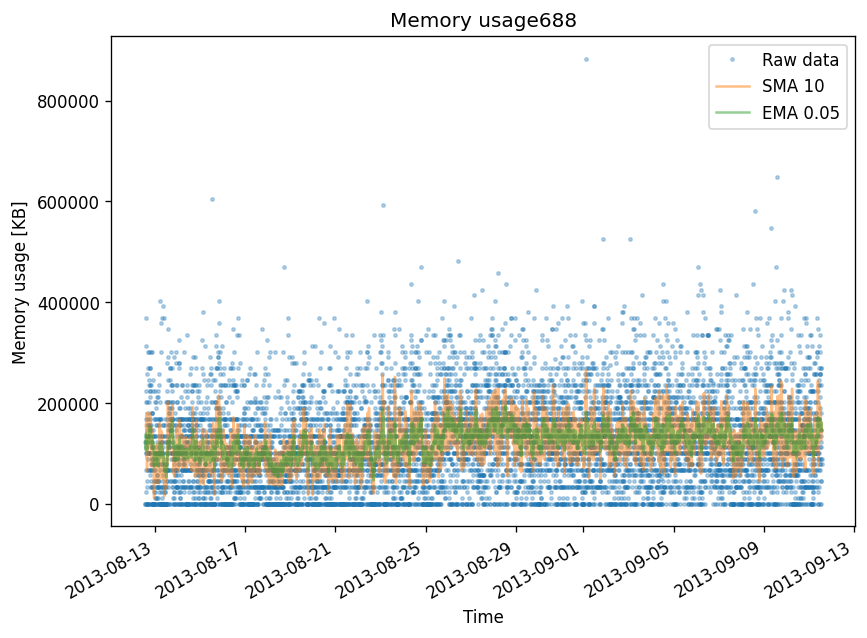 Memory usage688
Raw data
SMA 10
EMA 0.05
Memory usage [KB]
800000
600000
400000
200000
0
2013-08-13
2013-08-17
2013-08-21
2013-08-25
2013-08-29
2013-09-01
2013-09-05
2013-09-09
2013-09-13
Time